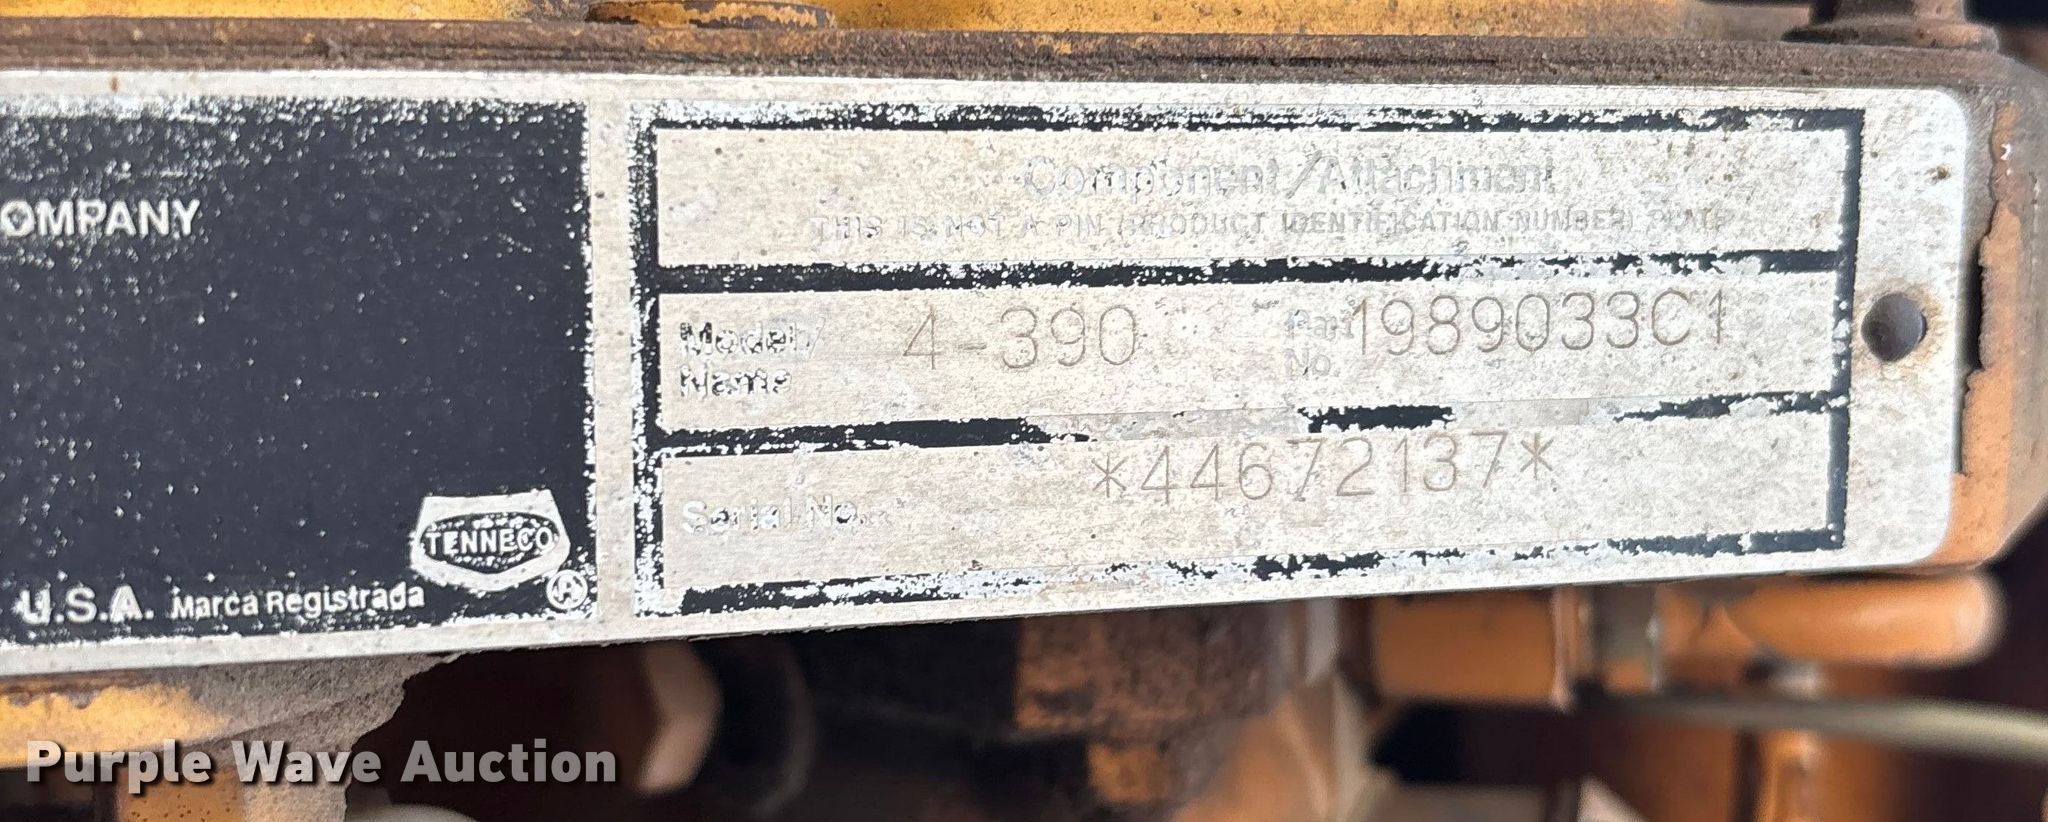 OMPANY
TENNECO
®
U.S.A. Marca Registrada
Component/Attachment
THIS IS NOT A PIN (PRODUCT IDENTIFICATION NUMBER) PLATE
Model/ Name 4-390 Part No. 1989033C1
Serial No. *44672137*
Purple Wave Auction